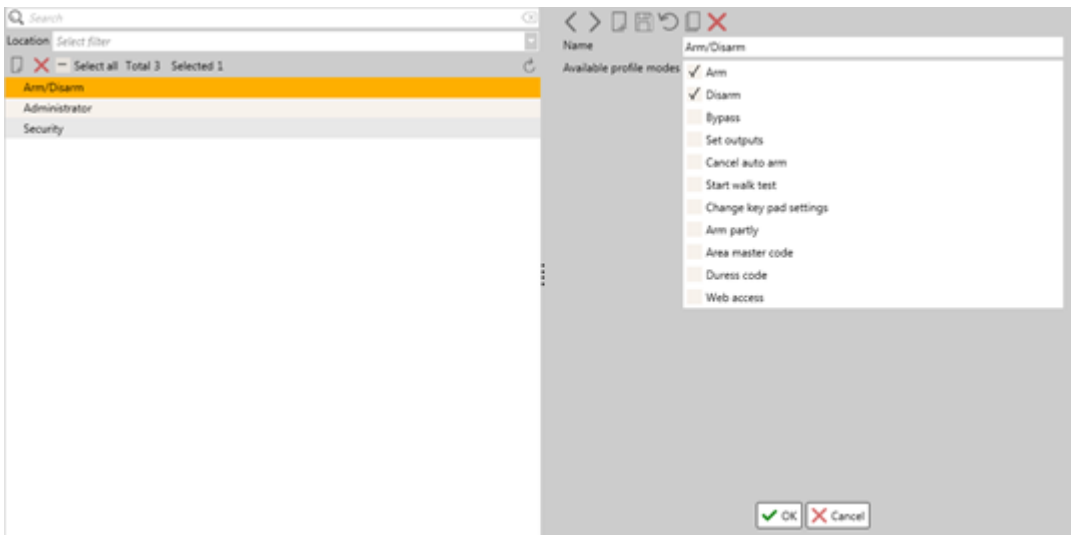 Search
Location Select filter
Select all Total 3 Selected 1
Arm/Disarm
Administrator
Security
Name Arm/Disarm
Available profile modes Arm
Disarm
Bypass
Set outputs
Cancel auto arm
Start walk test
Change key pad settings
Arm partly
Area master code
Duress code
Web access
OK Cancel